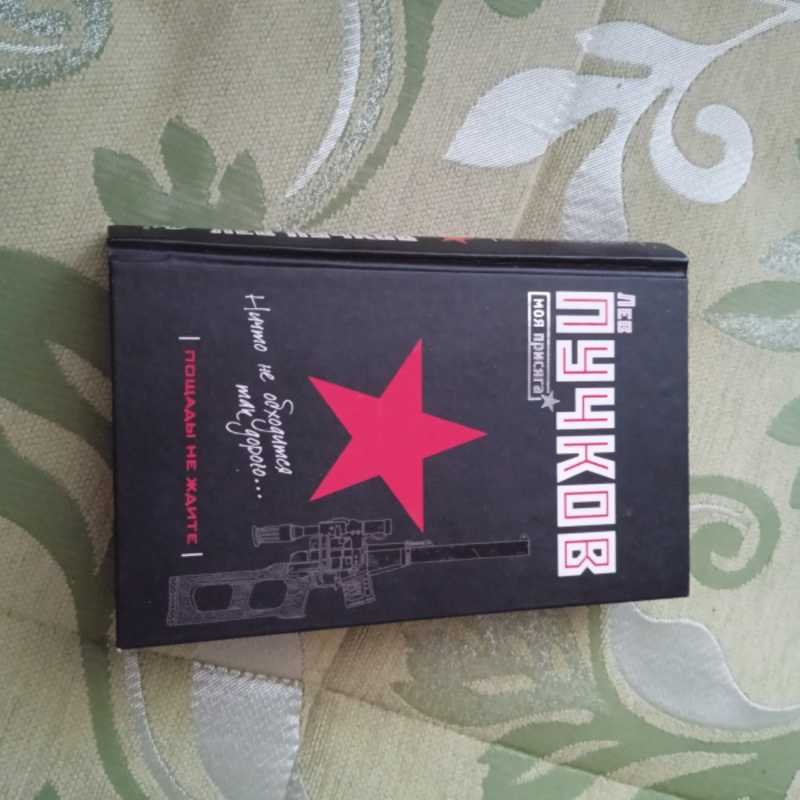 Лев
ПУЧКОВ
моя присяга
Ничто не обходится
так дорого...
| ПОЩАДЫ НЕ ЖДИТЕ |